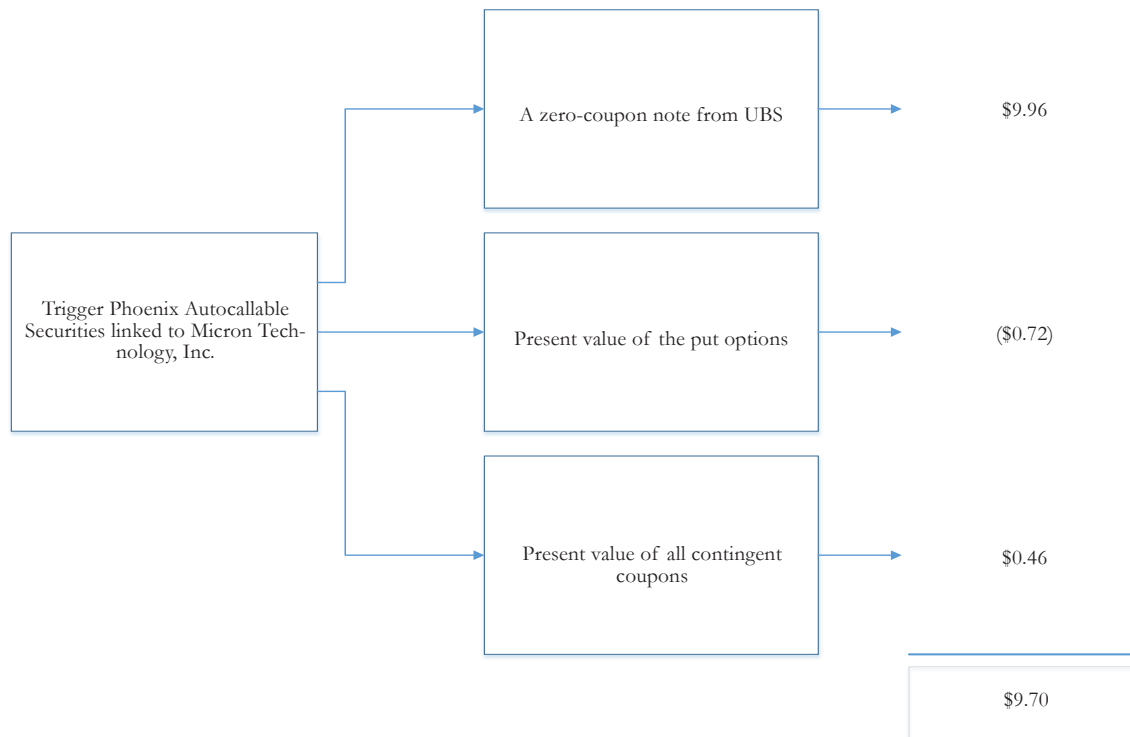 A zero-coupon note from UBS
$9.96
Trigger Phoenix Autocallable
Securities linked to Micron Tech-
nology, Inc.
Present value of the put options
($0.72)
Present value of all contingent
coupons
$0.46
$9.70